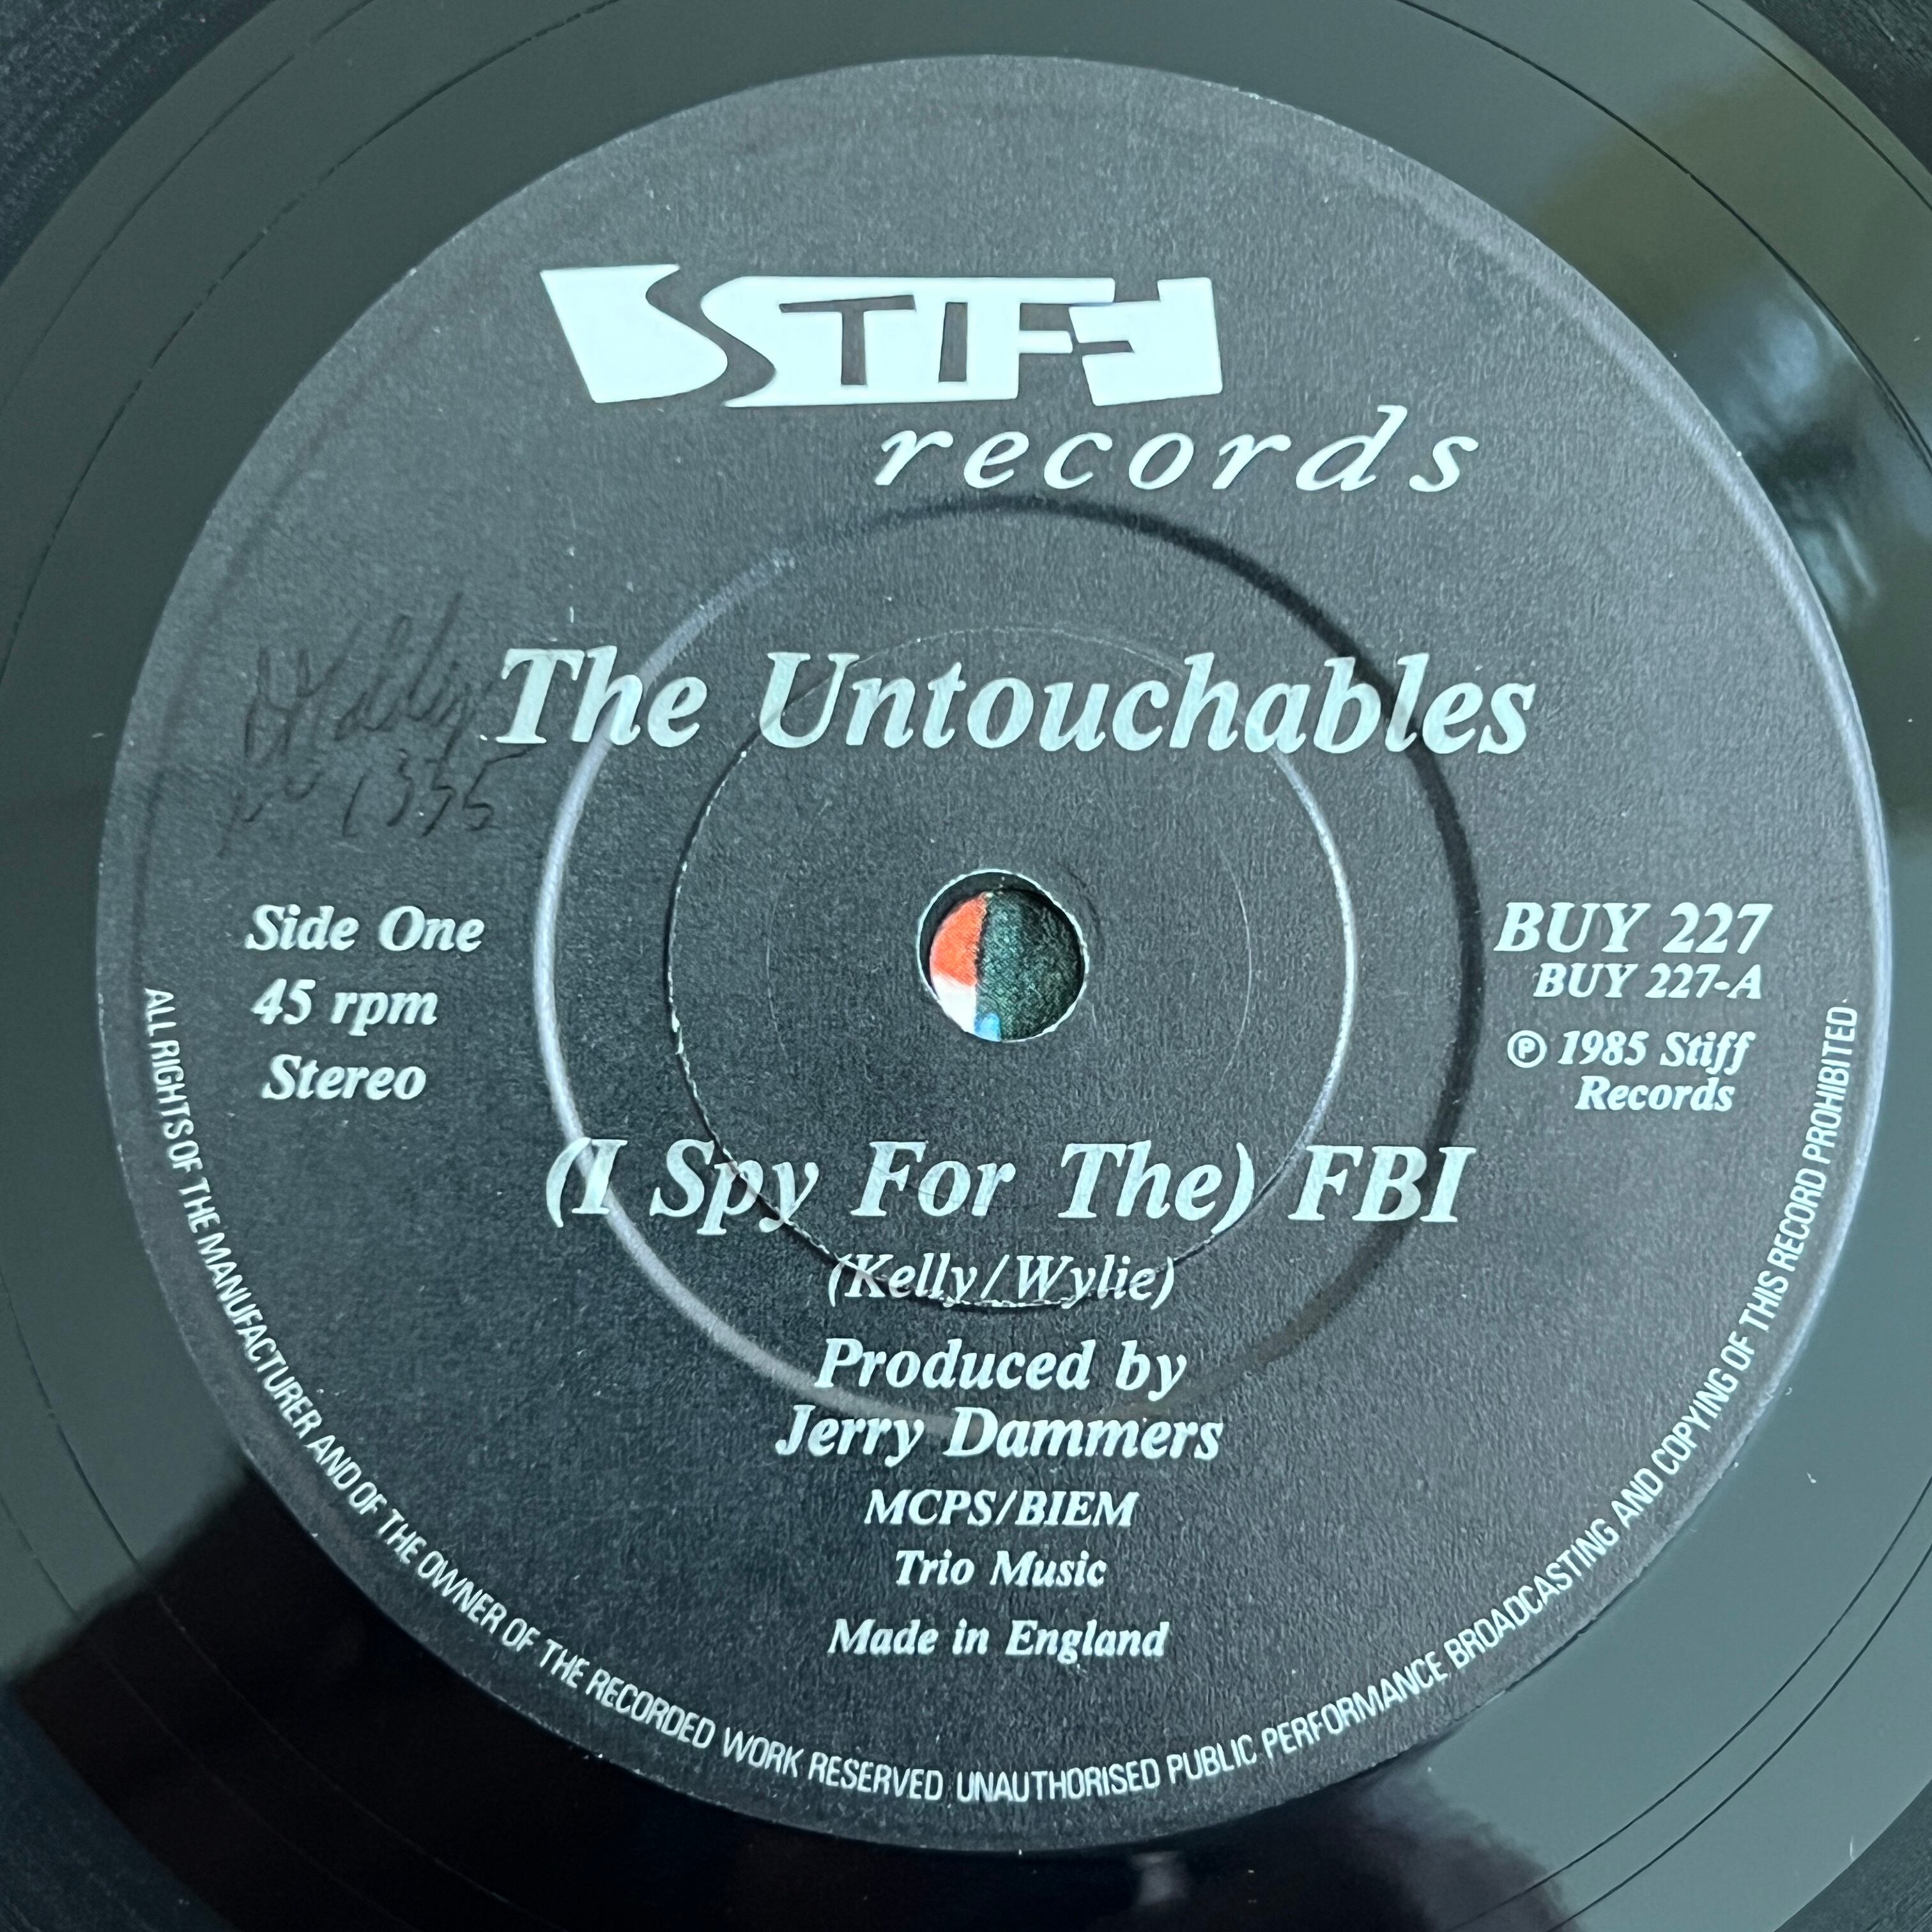 STIFF
records
The Untouchables
Side One
45 rpm
Stereo
BUY 227
BUY 227-A
℗ 1985 Stiff
Records
(I Spy For The) FBI
(Kelly/Wylie)
Produced by
Jerry Dammers
MCPS/BIEM
Trio Music
Made in England
ALL RIGHTS OF THE MANUFACTURER AND OF THE OWNER OF THE RECORDED WORK RESERVED UNAUTHORISED PUBLIC PERFORMANCE BROADCASTING AND COPYING OF THIS RECORD PROHIBITED